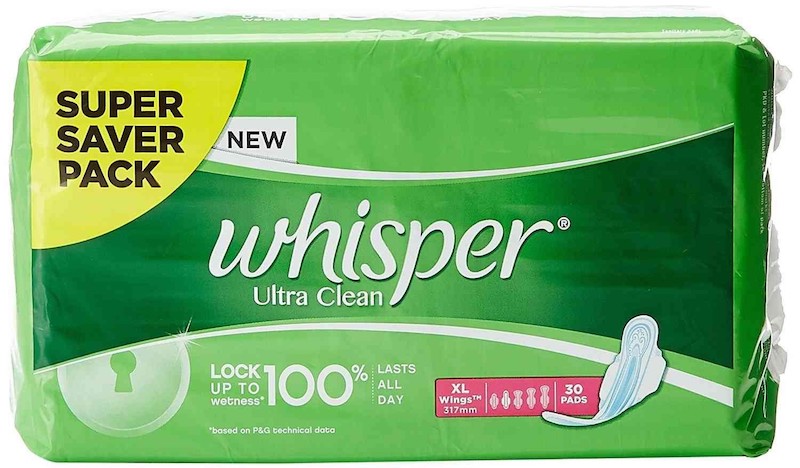 SUPER
SAVER
PACK
NEW
whisper®
Ultra Clean
LOCK
UP TO
wetness*
100%
LASTS
ALL
DAY
*based on P&G technical data
XL
Wings™
317mm
30
PADS